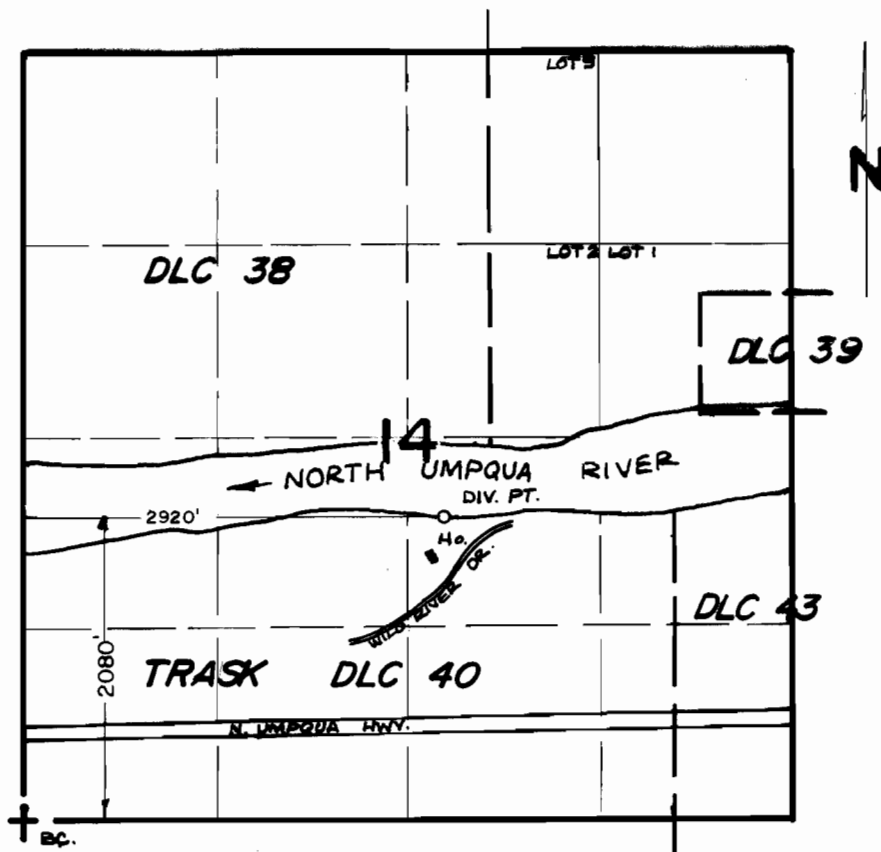 LOT 3
N
LOT 2 LOT 1
DLC 38
DLC 39
14
NORTH UMPQUA RIVER
DIV. PT.
2920'
Ho.
WILD RIVER DR.
DLC 43
2080'
TRASK DLC 40
N. UMPQUA HWY.
BC.